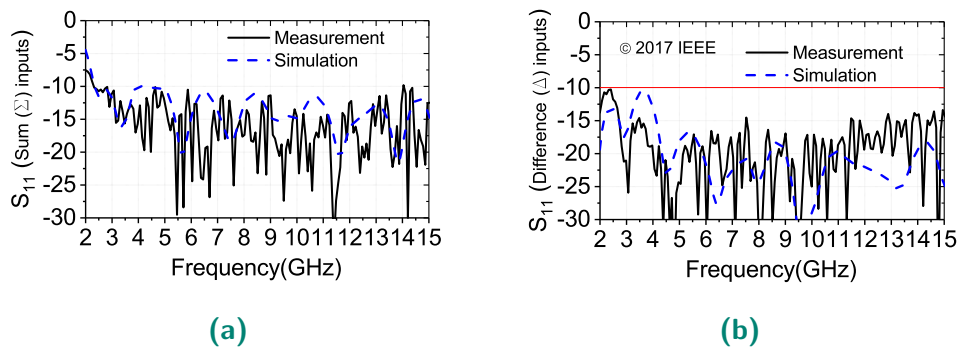 0
-5
-10
-15
-20
-25
-30
S11 (Sum (Σ) inputs)
Measurement
Simulation
2 3 4 5 6 7 8 9 10 11 12 13 14 15
Frequency(GHz)
(a)
0
-5
-10
-15
-20
-25
-30
S11 (Difference (Δ) inputs)
© 2017 IEEE
Measurement
Simulation
2 3 4 5 6 7 8 9 10 11 12 13 14 15
Frequency(GHz)
(b)